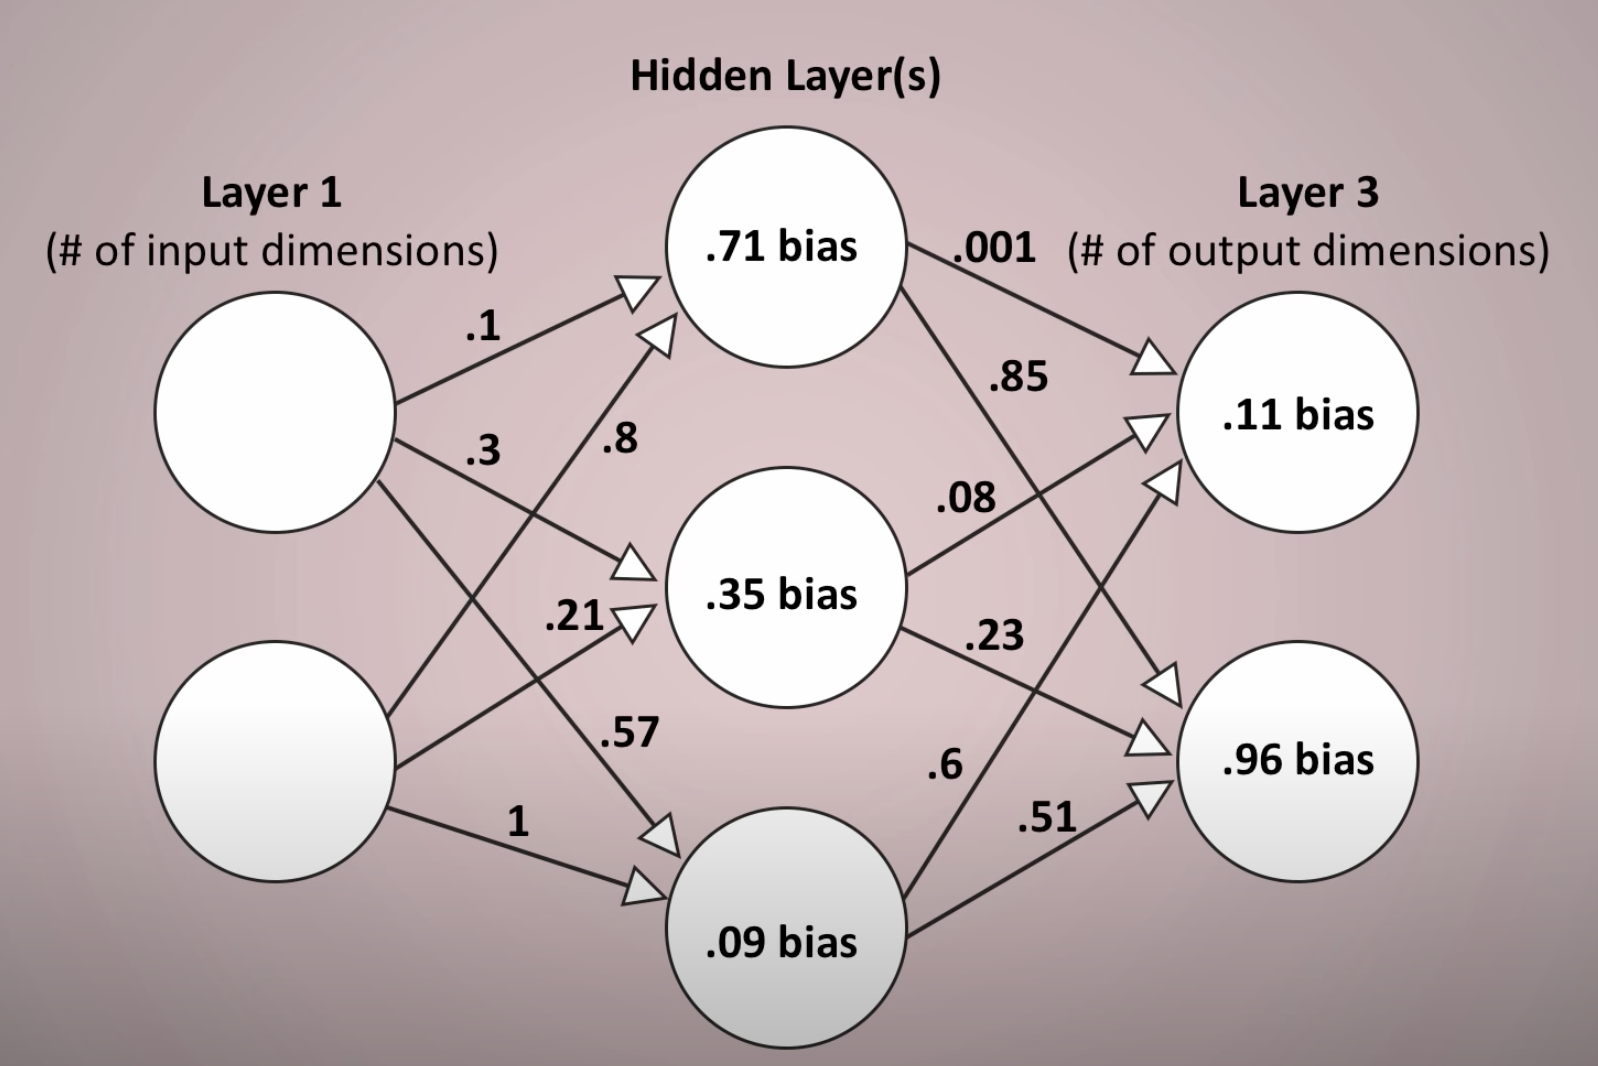 Hidden Layer(s)
Layer 1
(# of input dimensions)
Layer 3
(# of output dimensions)
.71 bias
.35 bias
.09 bias
.11 bias
.96 bias
.1
.3
.8
.21
.57
1
.001
.85
.08
.23
.6
.51